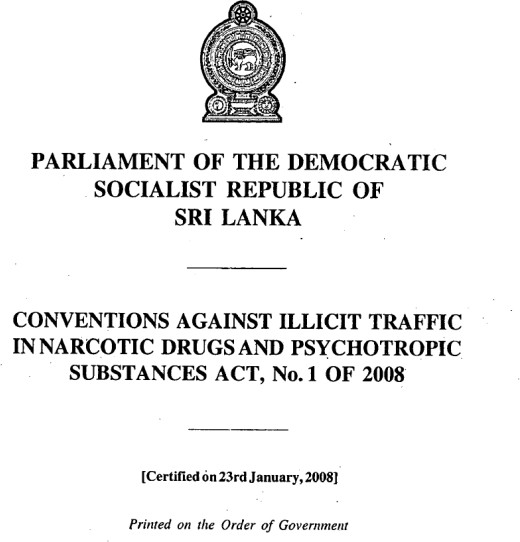 PARLIAMENT OF THE DEMOCRATIC
SOCIALIST REPUBLIC OF
SRI LANKA
CONVENTIONS AGAINST ILLICIT TRAFFIC
IN NARCOTIC DRUGS AND PSYCHOTROPIC
SUBSTANCES ACT, No. 1 OF 2008
[Certified on 23rd January, 2008]
Printed on the Order of Government